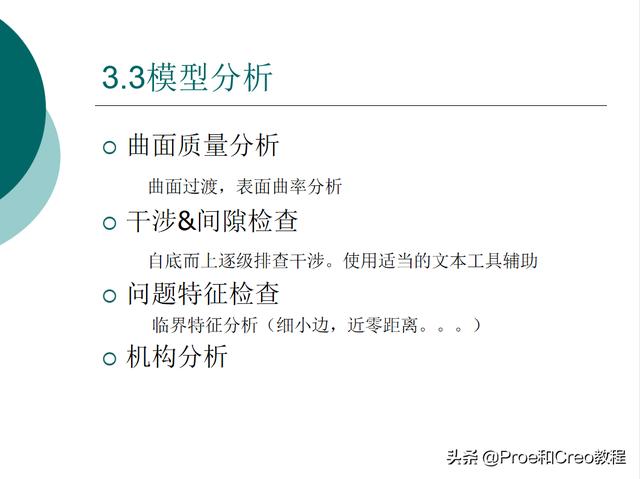 3.3模型分析
曲面质量分析
曲面过渡，表面曲率分析
干涉&间隙检查
自底而上逐级排查干涉。使用适当的文本工具辅助
问题特征检查
临界特征分析（细小边，近零距离。。。）
机构分析
头条 @Proe和Creo教程